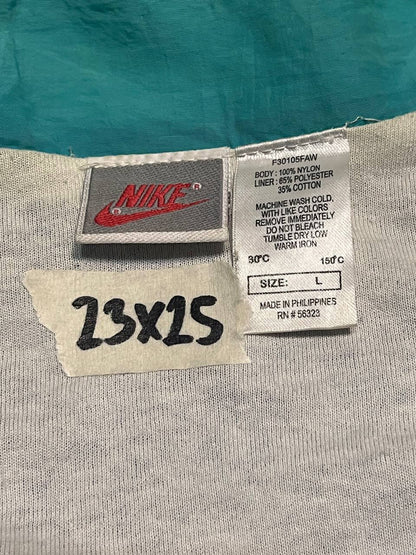 NIKE
F30105FAW
BODY: 100% NYLON
LINER: 65% POLYESTER
35% COTTON
MACHINE WASH COLD,
WITH LIKE COLORS
REMOVE IMMEDIATELY
DO NOT BLEACH
TUMBLE DRY LOW
WARM IRON
30°C 150°C
SIZE: L
MADE IN PHILIPPINES
RN # 56323
23x25